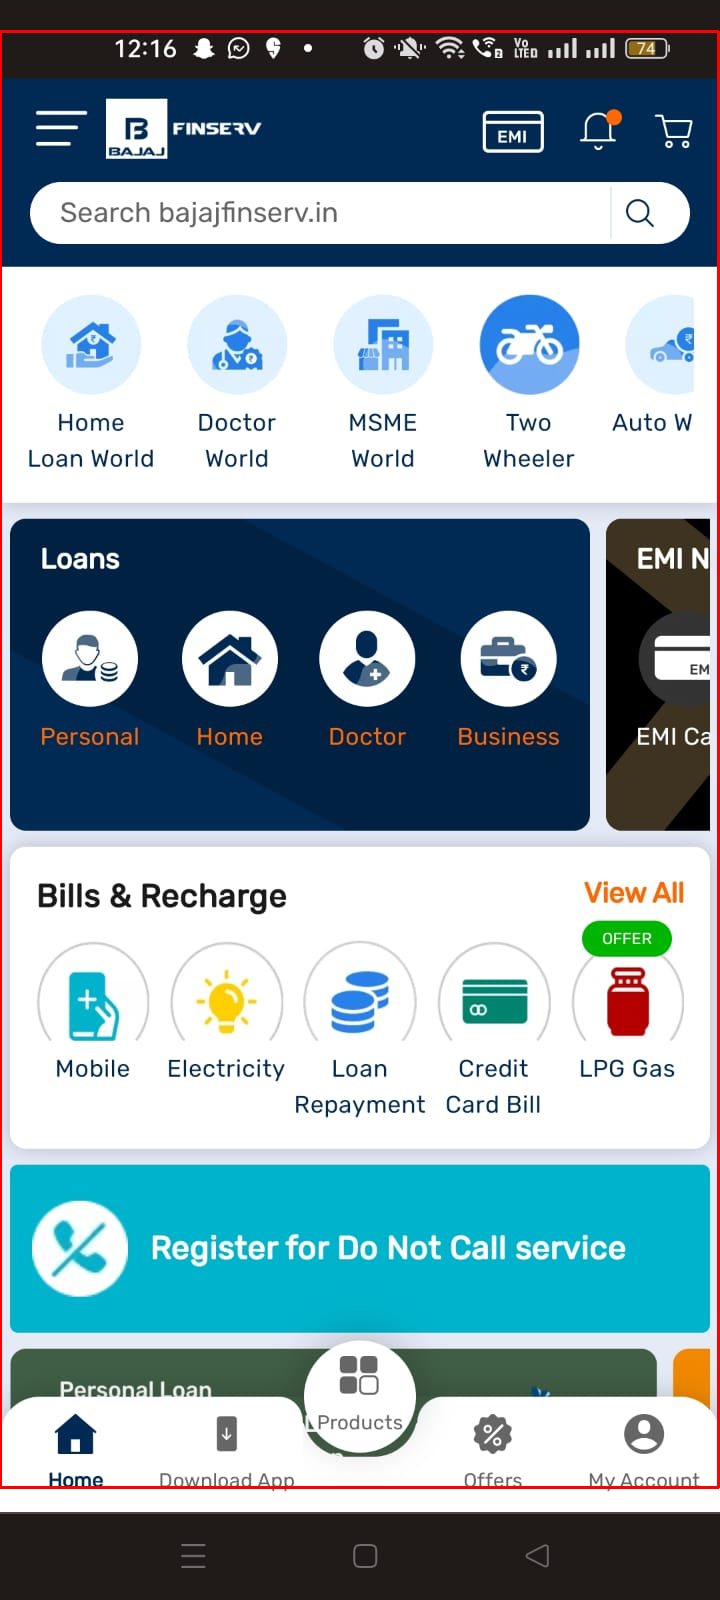 12:16
Vo
LTED
74
BAJAJ
FINSERV
EMI
Search bajajfinserv.in
Home
Loan World
Doctor
World
MSME
World
Two
Wheeler
Auto W
Loans
EMI N
EM
Personal
Home
Doctor
Business
EMI Ca
Bills & Recharge
View All
OFFER
Mobile
Electricity
Loan
Repayment
Credit
Card Bill
LPG Gas
Register for Do Not Call service
Personal Loan
Products
Home
Download App
Offers
My Account